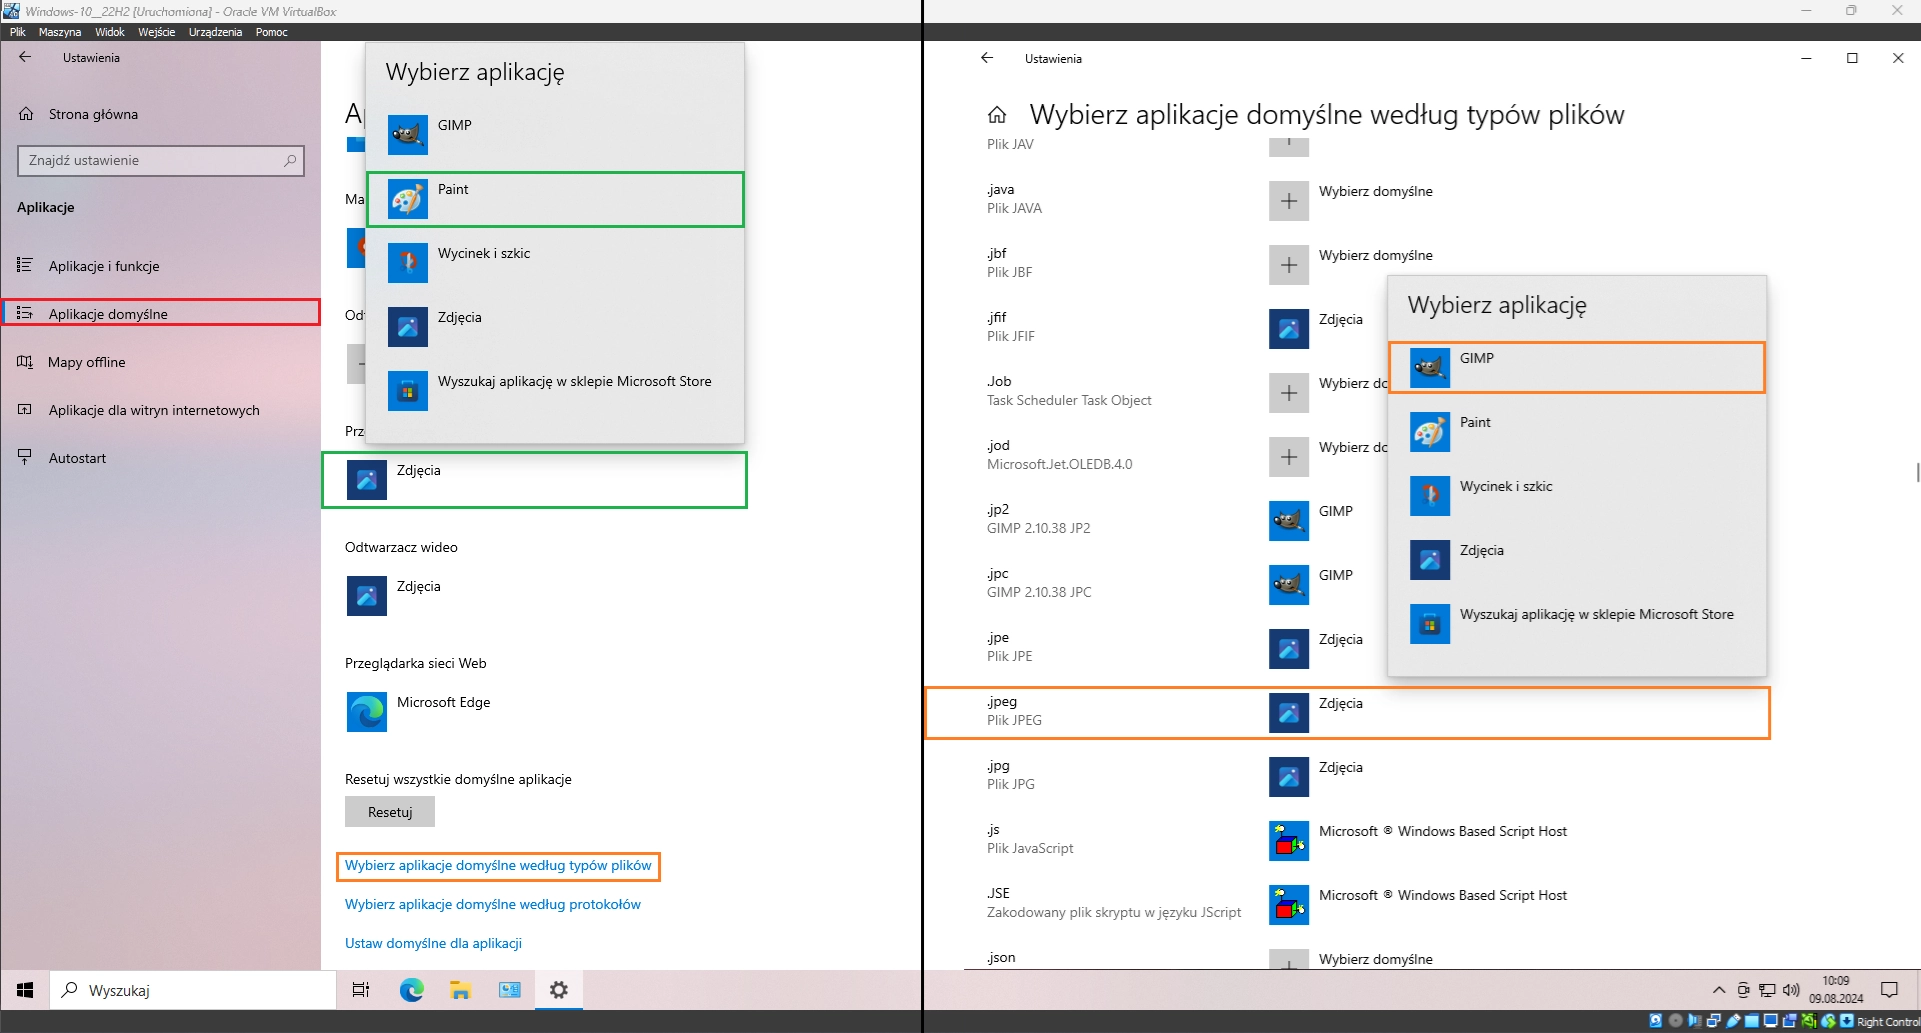 Windows-10__22H2 [Uruchomiona] - Oracle VM VirtualBox
Plik Maszyna Widok Wejście Urządzenia Pomoc
Ustawienia
Strona główna
Znajdź ustawienie
Aplikacje
Aplikacje i funkcje
Aplikacje domyślne
Mapy offline
Aplikacje dla witryn internetowych
Autostart
Wybierz aplikację
GIMP
Paint
Wycinek i szkic
Zdjęcia
Wyszukaj aplikację w sklepie Microsoft Store
Zdjęcia
Odtwarzacz wideo
Zdjęcia
Przeglądarka sieci Web
Microsoft Edge
Resetuj wszystkie domyślne aplikacje
Resetuj
Wybierz aplikacje domyślne według typów plików
Wybierz aplikacje domyślne według protokołów
Ustaw domyślne dla aplikacji
Wyszukaj
Ustawienia
Wybierz aplikacje domyślne według typów plików
Plik JAV
.java
Plik JAVA
Wybierz domyślne
.jbf
Plik JBF
Wybierz domyślne
.jfif
Plik JFIF
Zdjęcia
.Job
Task Scheduler Task Object
Wybierz do
.jod
Microsoft.Jet.OLEDB.4.0
Wybierz do
.jp2
GIMP 2.10.38 JP2
GIMP
.jpc
GIMP 2.10.38 JPC
GIMP
.jpe
Plik JPE
Zdjęcia
.jpeg
Plik JPEG
Zdjęcia
.jpg
Plik JPG
Zdjęcia
.js
Plik JavaScript
Microsoft ® Windows Based Script Host
.JSE
Zakodowany plik skryptu w języku JScript
Microsoft ® Windows Based Script Host
.json
Wybierz domyślne
Wybierz aplikację
GIMP
Paint
Wycinek i szkic
Zdjęcia
Wyszukaj aplikację w sklepie Microsoft Store
10:09
09.08.2024
Right Control